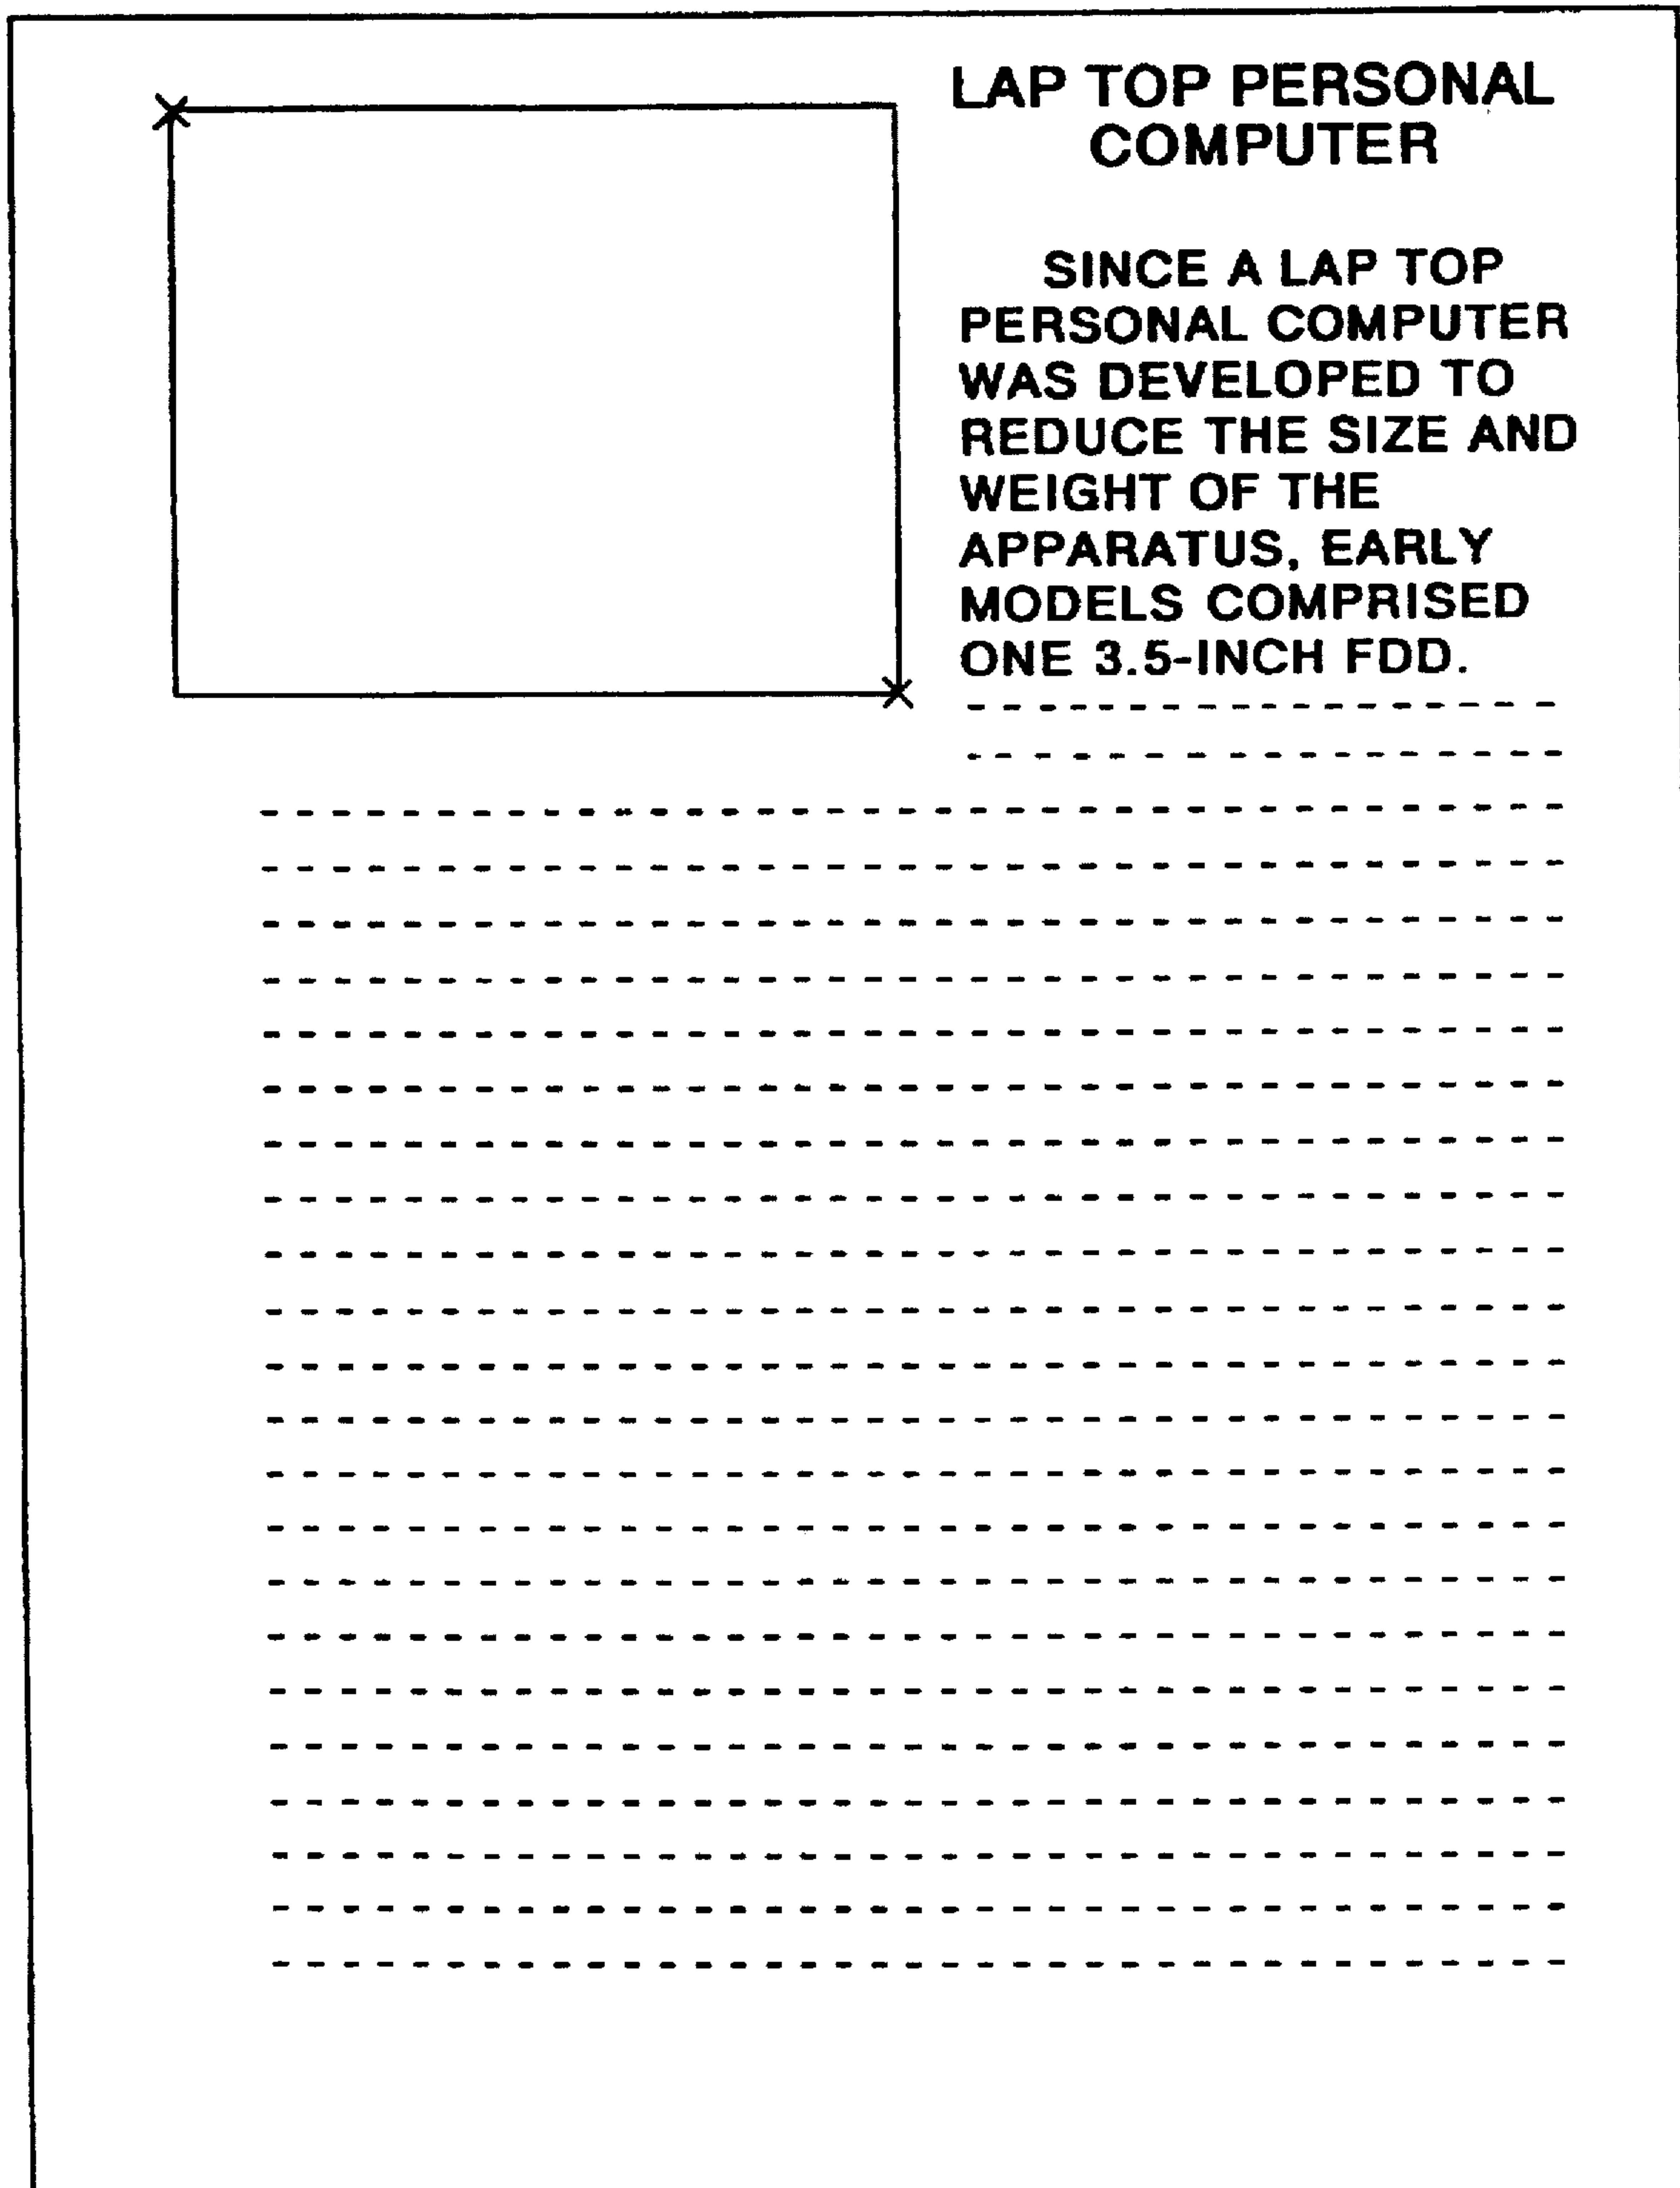 LAP TOP PERSONAL
COMPUTER
SINCE A LAP TOP
PERSONAL COMPUTER
WAS DEVELOPED TO
REDUCE THE SIZE AND
WEIGHT OF THE
APPARATUS, EARLY
MODELS COMPRISED
ONE 3.5-INCH FDD.